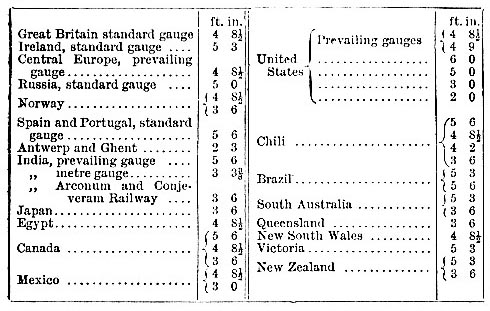 ft. in.
Great Britain standard gauge 4 8½
Ireland, standard gauge .... 5 3
Central Europe, prevailing
gauge .................. 4 8½
Russia, standard gauge .... 5 0
Norway .................. { 4 8½
{ 3 6
Spain and Portugal, standard
gauge .................. 5 6
Antwerp and Ghent ........ 2 3
India, prevailing gauge .... 5 6
„ metre gauge ........ 3 3⅜
„ Arconum and Conje-
veram Railway .... 3 6
Japan .................. 3 6
Egypt .................. 4 8½
{ 5 6
Canada .................. { 4 8½
{ 3 6
Mexico .................. { 4 8½
{ 3 0
ft. in.
Prevailing gauges { 4 8½
{ 4 9
United .................. 6 0
States .................. 5 0
.................. 3 0
.................. 2 0
{ 5 6
Chili .................. { 4 8½
{ 4 2
{ 3 6
Brazil .................. { 5 3
{ 5 6
South Australia .......... { 5 3
{ 3 6
Queensland .............. 3 6
New South Wales .......... 4 8½
Victoria ................ 5 3
New Zealand ............ { 5 3
{ 3 6